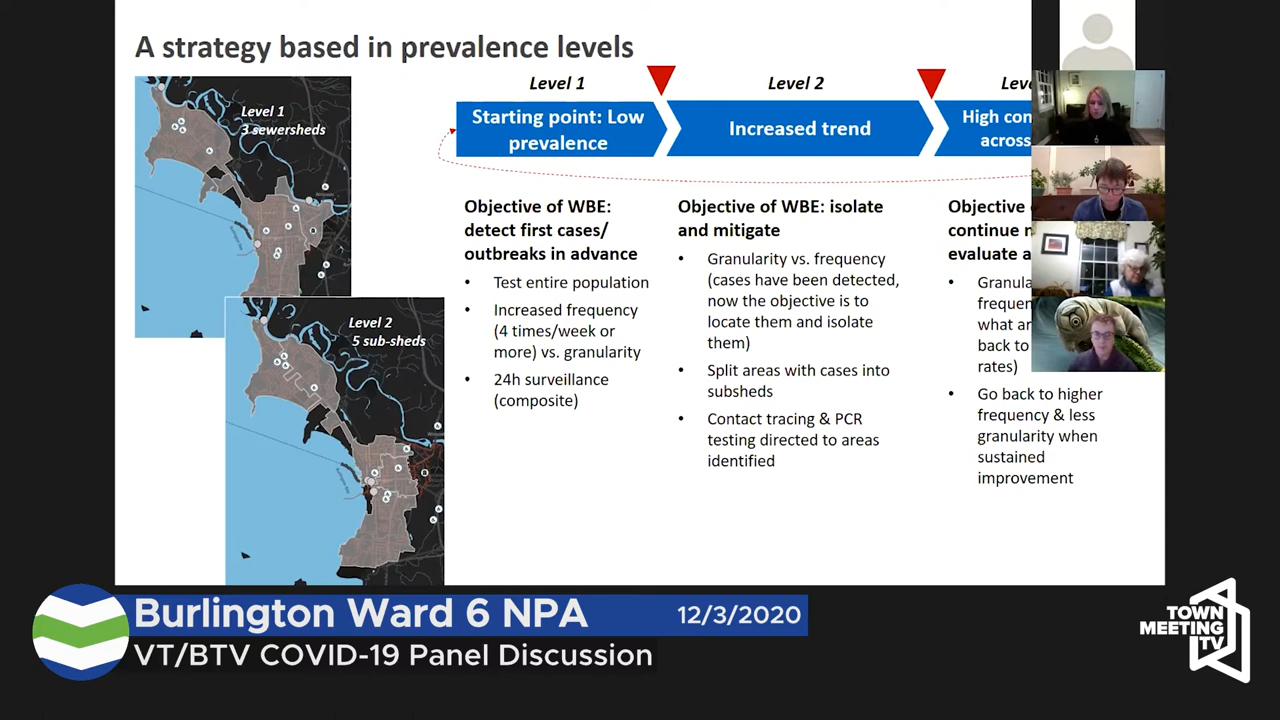 A strategy based in prevalence levels
Level 1
3 sewersheds
Level 2
5 sub-sheds
Level 1
Starting point: Low
prevalence
Objective of WBE:
detect first cases/
outbreaks in advance
• Test entire population
• Increased frequency
(4 times/week or
more) vs. granularity
• 24h surveillance
(composite)
Level 2
Increased trend
Objective of WBE: isolate
and mitigate
• Granularity vs. frequency
(cases have been detected,
now the objective is to
locate them and isolate
them)
• Split areas with cases into
subsheds
• Contact tracing & PCR
testing directed to areas
identified
High
across
Objective
continue
evaluate
•
what
back to
rates)
• Go back to higher
frequency & less
granularity when
sustained
improvement
Burlington Ward 6 NPA
12/3/2020
VT/BTV COVID-19 Panel Discussion
TOWN
MEETING
TV